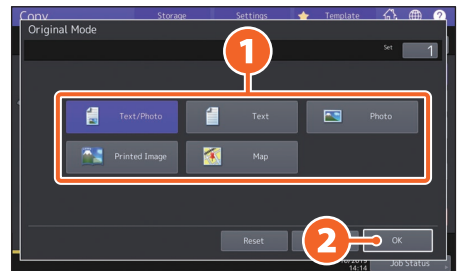 Copy Storage Settings Template ?
Original Mode
Set 1
1
Text/Photo Text Photo
Printed Image Map
Reset 2 OK
14:14 Job Status